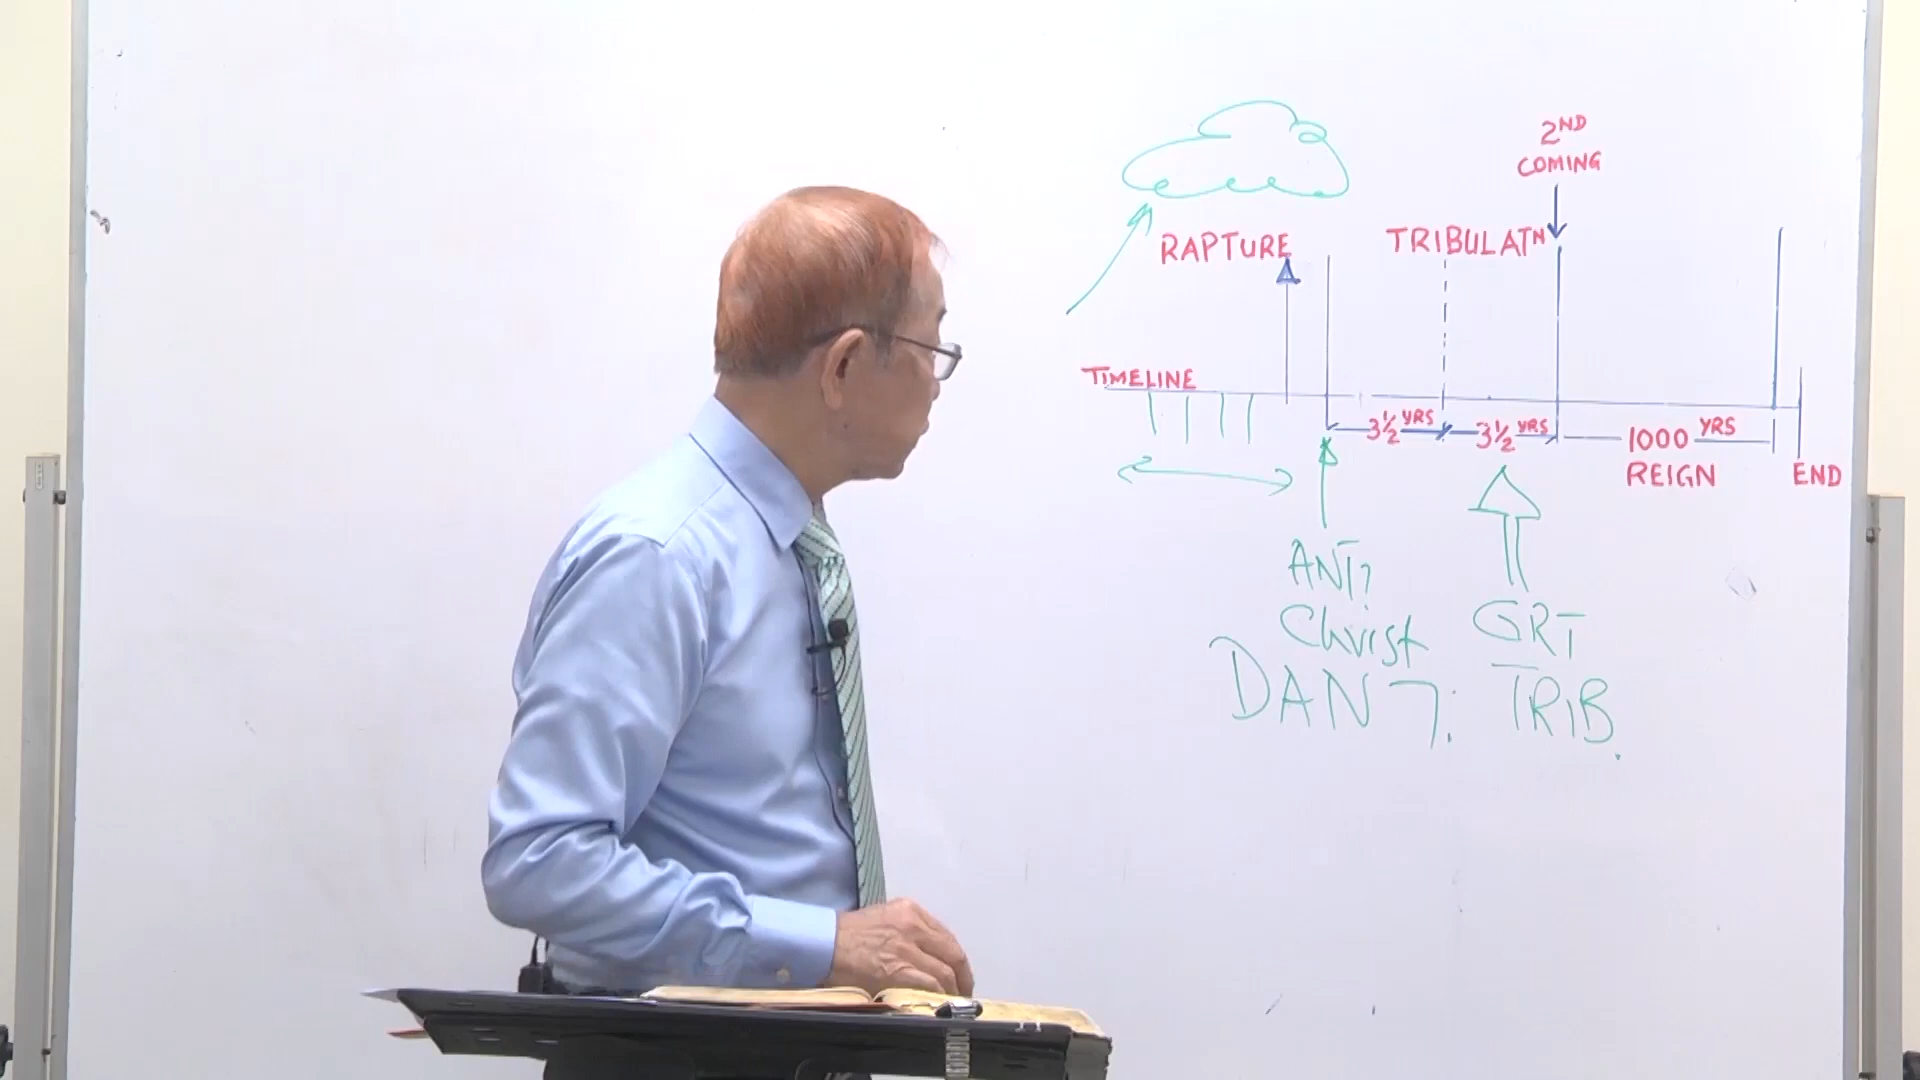 2ND
COMING
RAPTURE
TRIBULATN
TIMELINE
3½ YRS
3½ YRS
1000 YRS
REIGN
END
ANTI
Christ
GRT
TRIB.
DAN 7: